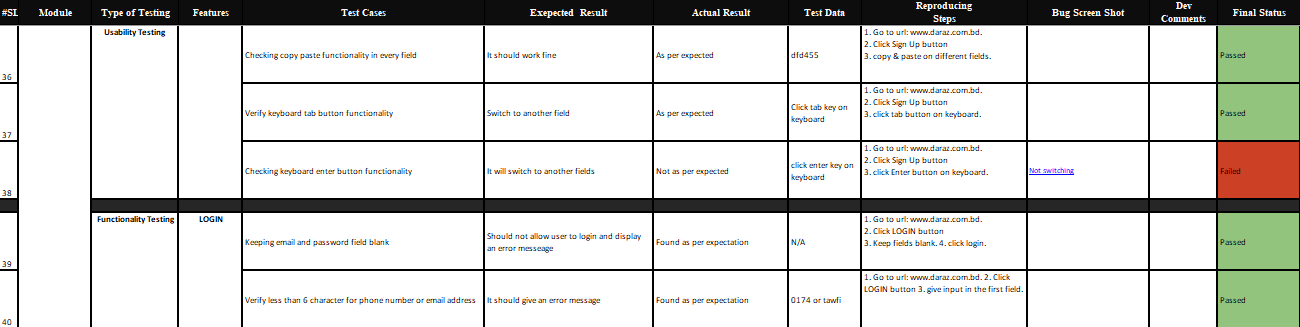 #SL Module Type of Testing Features Test Cases Exepected Result Actual Result Test Data Reproducing Steps Bug Screen Shot Dev Comments Final Status
Usability Testing
36
Checking copy paste functionality in every field
It should work fine
As per expected
dfd455
1. Go to url: www.daraz.com.bd.
2. Click Sign Up button
3. copy & paste on different fields.
Passed
37
Verify keyboard tab button functionality
Switch to another field
As per expected
Click tab key on
keyboard
1. Go to url: www.daraz.com.bd.
2. Click Sign Up button
3. click tab button on keyboard.
Passed
38
Checking keyboard enter button functionality
It will switch to another fields
Not as per expected
click enter key on
keyboard
1. Go to url: www.daraz.com.bd.
2. Click Sign Up button
3. click Enter button on keyboard.
Not switching
Failed
Functionality Testing
LOGIN
39
Keeping email and password field blank
Should not allow user to login and display
an error messeage
Found as per expectation
N/A
1. Go to url: www.daraz.com.bd.
2. Click LOGIN button
3. Keep fields blank. 4. click login.
Passed
40
Verify less than 6 character for phone number or email address
It should give an error message
Found as per expectation
0174 or tawfi
1. Go to url: www.daraz.com.bd. 2. Click
LOGIN button 3. give input in the first field.
Passed